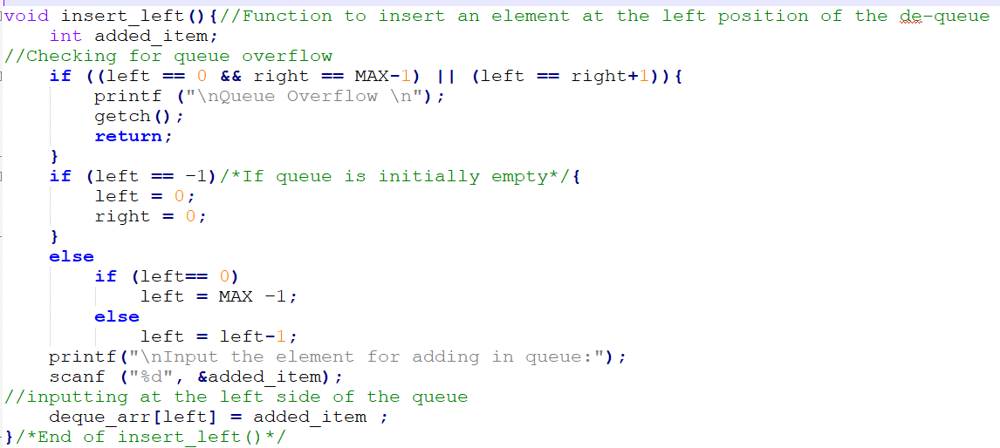 void insert_left(){//Function to insert an element at the left position of the de-queue
    int added_item;
//Checking for queue overflow
    if ((left == 0 && right == MAX-1) || (left == right+1)){
        printf ("\nQueue Overflow \n");
        getch();
        return;
    }
    if (left == -1)/*If queue is initially empty*/{
        left = 0;
        right = 0;
    }
    else
        if (left== 0)
            left = MAX -1;
        else
            left = left-1;
    printf("\nInput the element for adding in queue:");
    scanf ("%d", &added_item);
//inputting at the left side of the queue
    deque_arr[left] = added_item ;
}/*End of insert_left()*/